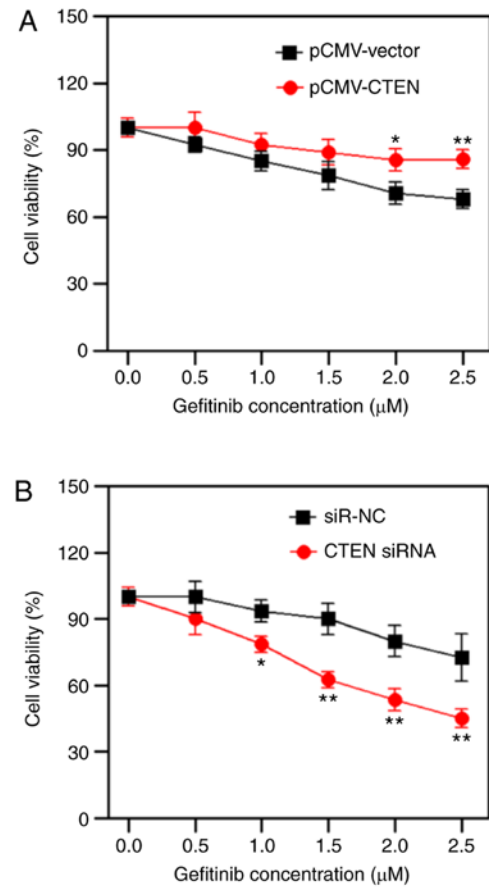 A
150
120
90
60
30
0
Cell viability (%)
pCMV-vector
pCMV-CTEN
*
**
0.0 0.5 1.0 1.5 2.0 2.5
Gefitinib concentration (μM)
B
150
120
90
60
30
0
Cell viability (%)
siR-NC
CTEN siRNA
*
**
**
**
0.0 0.5 1.0 1.5 2.0 2.5
Gefitinib concentration (μM)